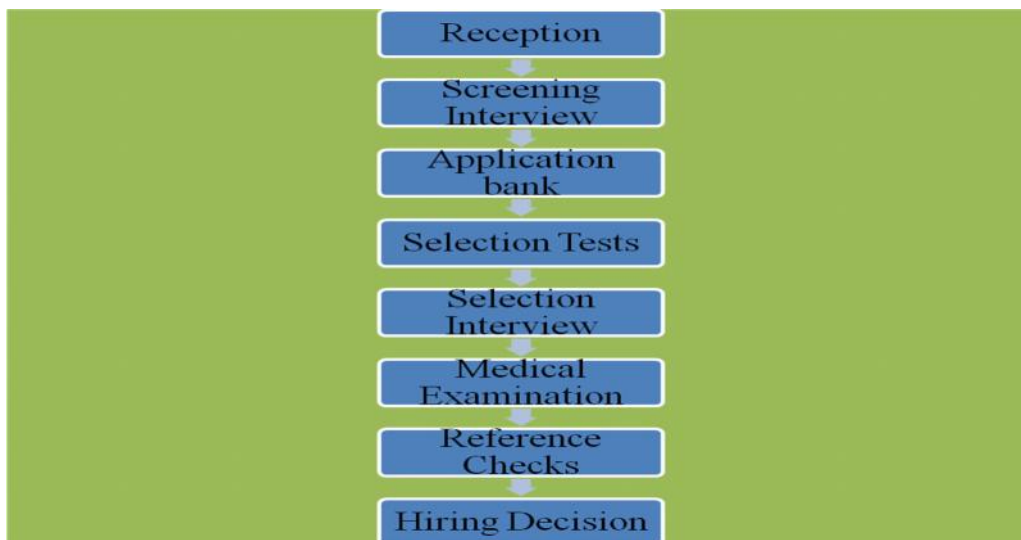 Reception
Screening
Interview
Application
bank
Selection Tests
Selection
Interview
Medical
Examination
Reference
Checks
Hiring Decision